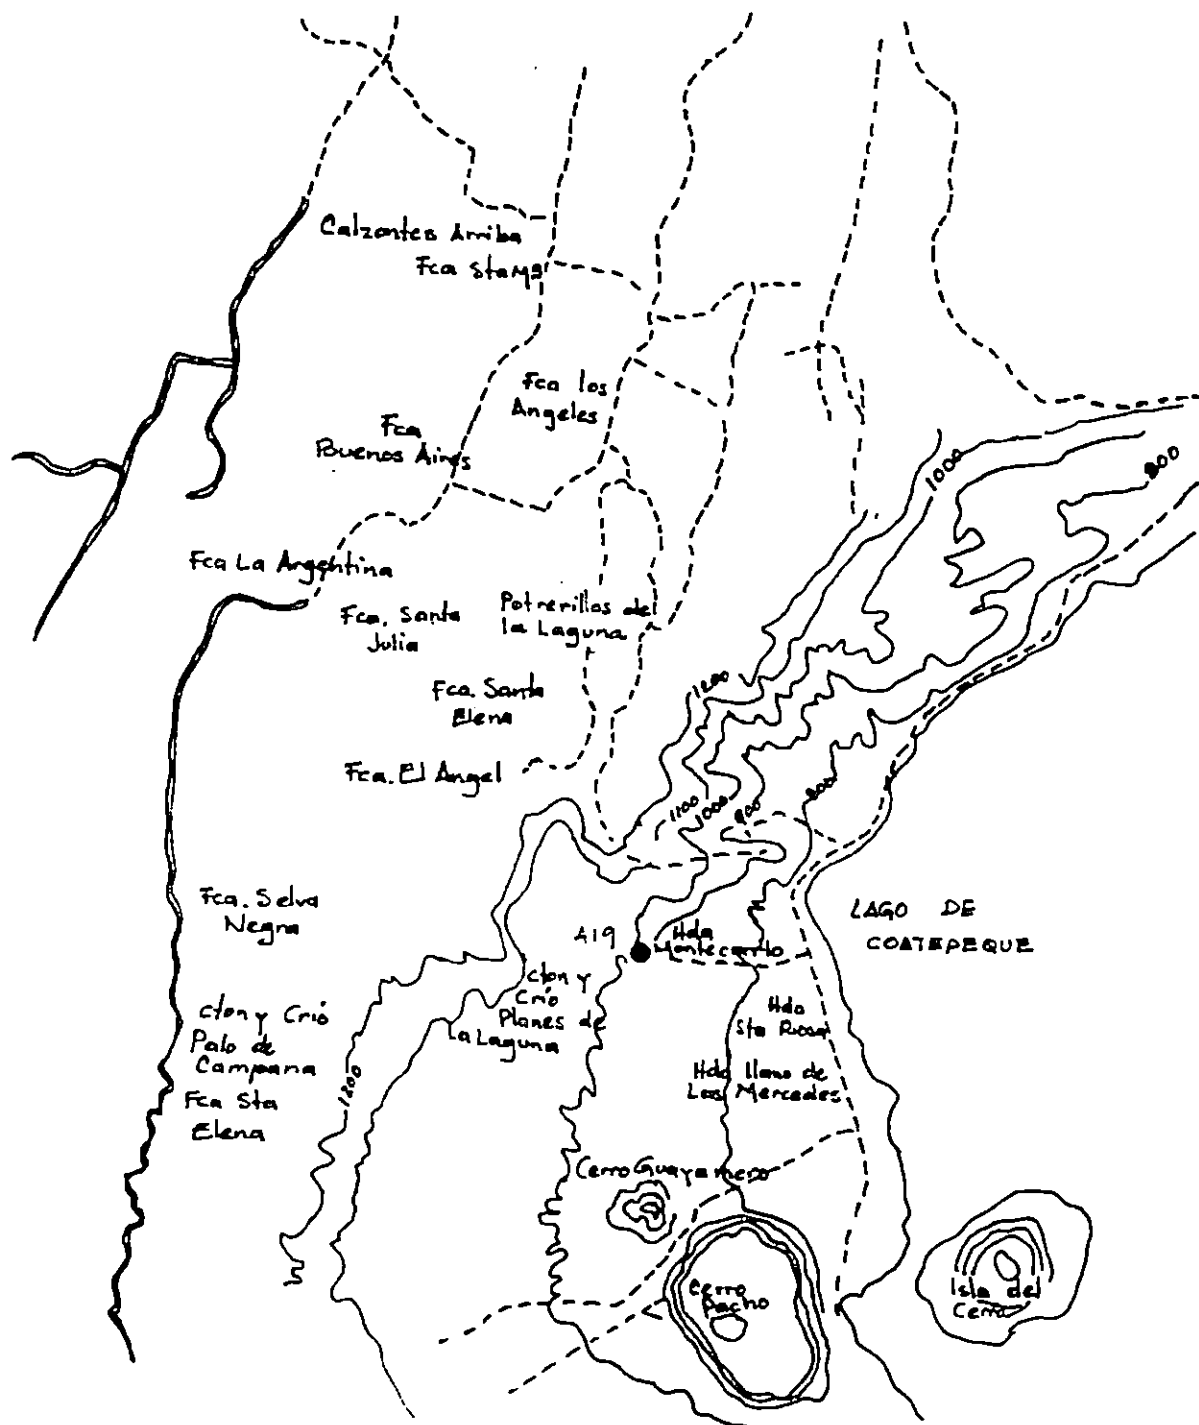 Calzontes Arriba
Fca Sta Mª
Fca los
Angeles
Fca
Buenos Aires
1000
800
Fca La Argentina
Fca. Santa
Julia
Potrerillos de
la Laguna
1200
Fca. Santa
Elena
Fca. El Angel
1100
1000
900
800
Fca. Selva
Negra
LAGO DE
COATEPEQUE
A19
Hda
Montecarlo
cton y
Crío
Planes de
La Laguna
Hda
Sta Rosa
cton y Crió
Palo de
Campana
Hda llano de
Las Mercedes
1200
Fca Sta
Elena
Cerro Guayamero
Cerro
Pacho
Isla del
Cerro